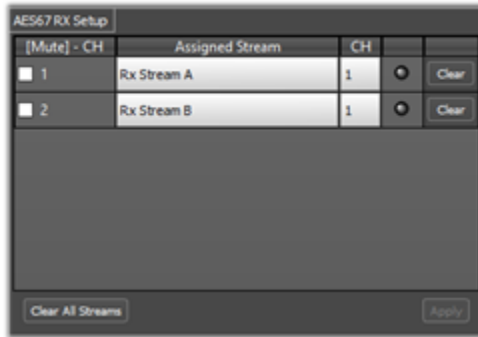 AES67 RX Setup
[Mute] - CH Assigned Stream CH
1 Rx Stream A 1 Clear
2 Rx Stream B 1 Clear
Clear All Streams Apply